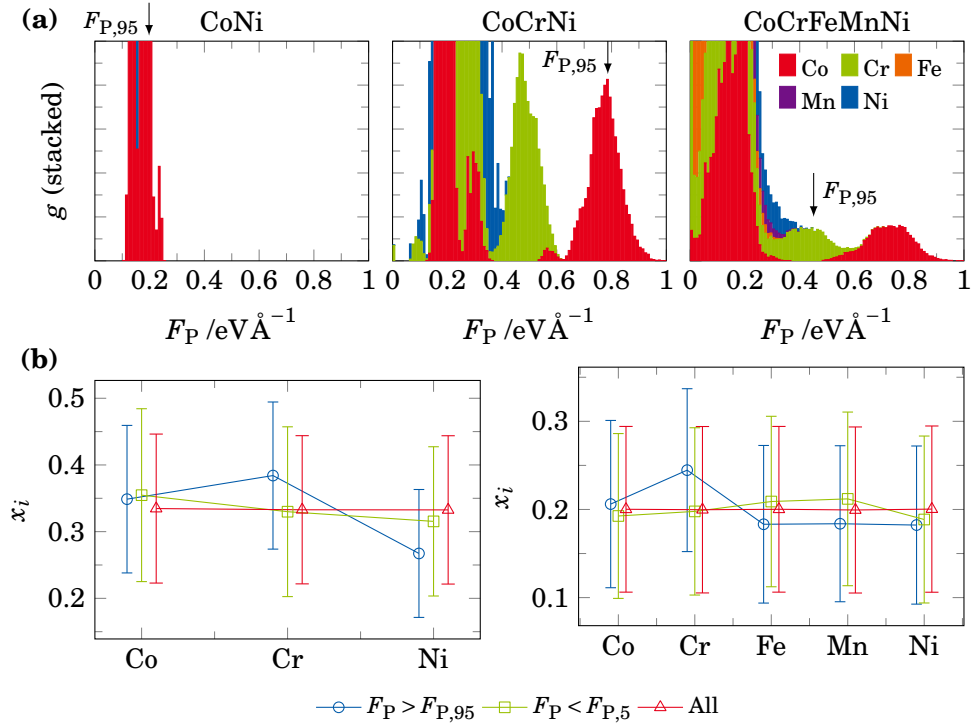 (a)
CoNi
CoCrNi
CoCrFeMnNi
F_P,95
F_P,95
F_P,95
Co Cr Fe
Mn Ni
g (stacked)
0 0.2 0.4 0.6 0.8 1
0 0.2 0.4 0.6 0.8 1
0 0.2 0.4 0.6 0.8 1
F_P /eVÅ⁻¹
F_P /eVÅ⁻¹
F_P /eVÅ⁻¹
(b)
x_i
0.5
0.4
0.3
0.2
Co Cr Ni
x_i
0.3
0.2
0.1
Co Cr Fe Mn Ni
F_P > F_P,95 F_P < F_P,5 All